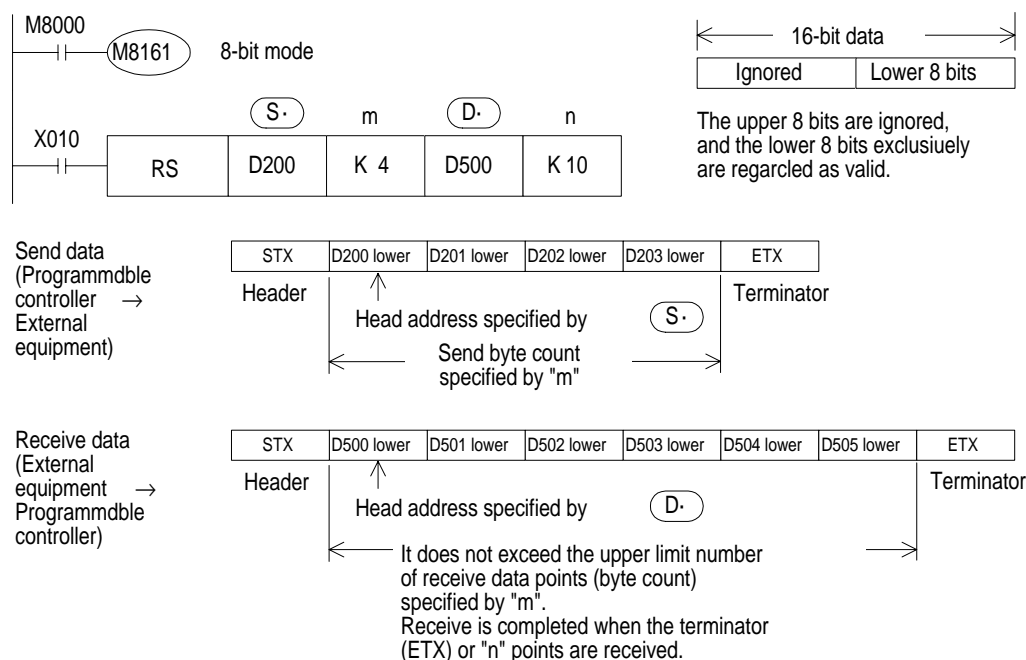 M8000
M8161
8-bit mode
16-bit data
Ignored
Lower 8 bits
The upper 8 bits are ignored,
and the lower 8 bits exclusiuely
are regarcled as valid.
S·
m
D·
n
X010
RS
D200
K 4
D500
K 10
Send data
(Programmdble
controller →
External
equipment)
STX
D200 lower
D201 lower
D202 lower
D203 lower
ETX
Header
Terminator
Head address specified by
S·
Send byte count
specified by "m"
Receive data
(External
equipment →
Programmdble
controller)
STX
D500 lower
D501 lower
D502 lower
D503 lower
D504 lower
D505 lower
ETX
Header
Terminator
Head address specified by
D·
It does not exceed the upper limit number
of receive data points (byte count)
specified by "m".
Receive is completed when the terminator
(ETX) or "n" points are received.